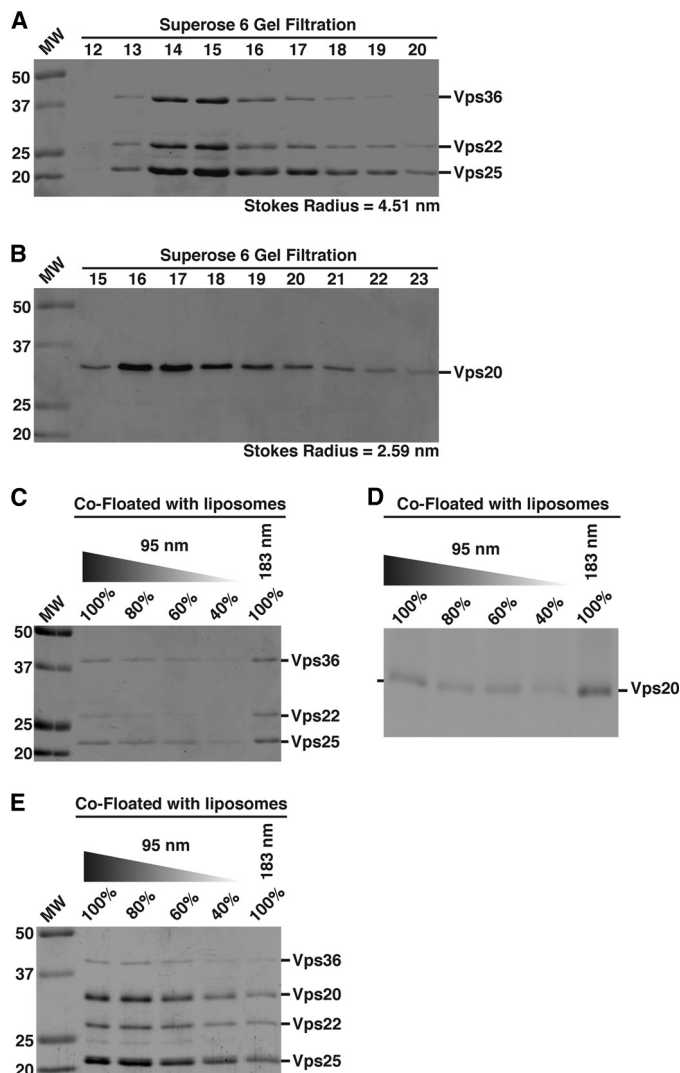 A
Superose 6 Gel Filtration
MW 12 13 14 15 16 17 18 19 20
50
37
25
20
Vps36
Vps22
Vps25
Stokes Radius = 4.51 nm
B
Superose 6 Gel Filtration
MW 15 16 17 18 19 20 21 22 23
50
37
25
20
Vps20
Stokes Radius = 2.59 nm
C
Co-Floated with liposomes
95 nm
183 nm
MW 100% 80% 60% 40% 100%
50
37
25
20
Vps36
Vps22
Vps25
D
Co-Floated with liposomes
95 nm
183 nm
100% 80% 60% 40% 100%
Vps20
E
Co-Floated with liposomes
95 nm
183 nm
MW 100% 80% 60% 40% 100%
50
37
25
20
Vps36
Vps20
Vps22
Vps25